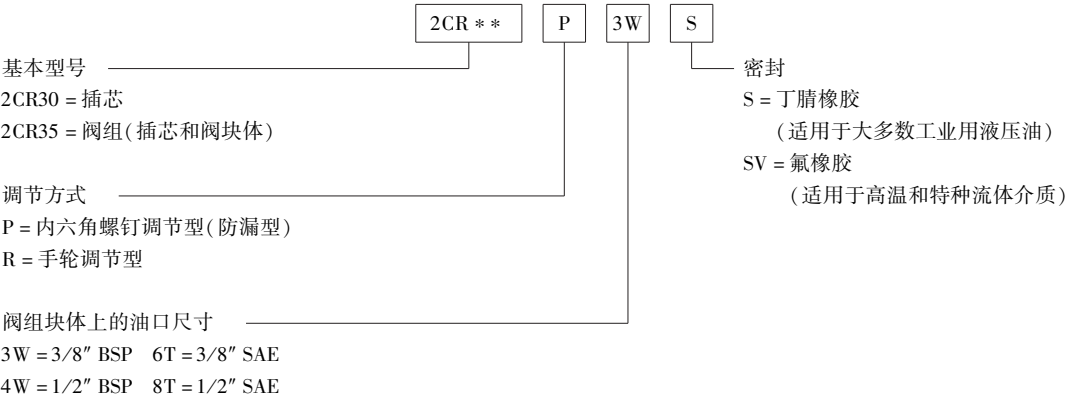 2CR＊＊ P 3W S
基本型号
2CR30 = 插芯
2CR35 = 阀组(插芯和阀块体)
调节方式
P = 内六角螺钉调节型(防漏型)
R = 手轮调节型
阀组块体上的油口尺寸
3W = 3/8″ BSP 6T = 3/8″ SAE
4W = 1/2″ BSP 8T = 1/2″ SAE
密封
S = 丁腈橡胶
(适用于大多数工业用液压油)
SV = 氟橡胶
(适用于高温和特种流体介质)